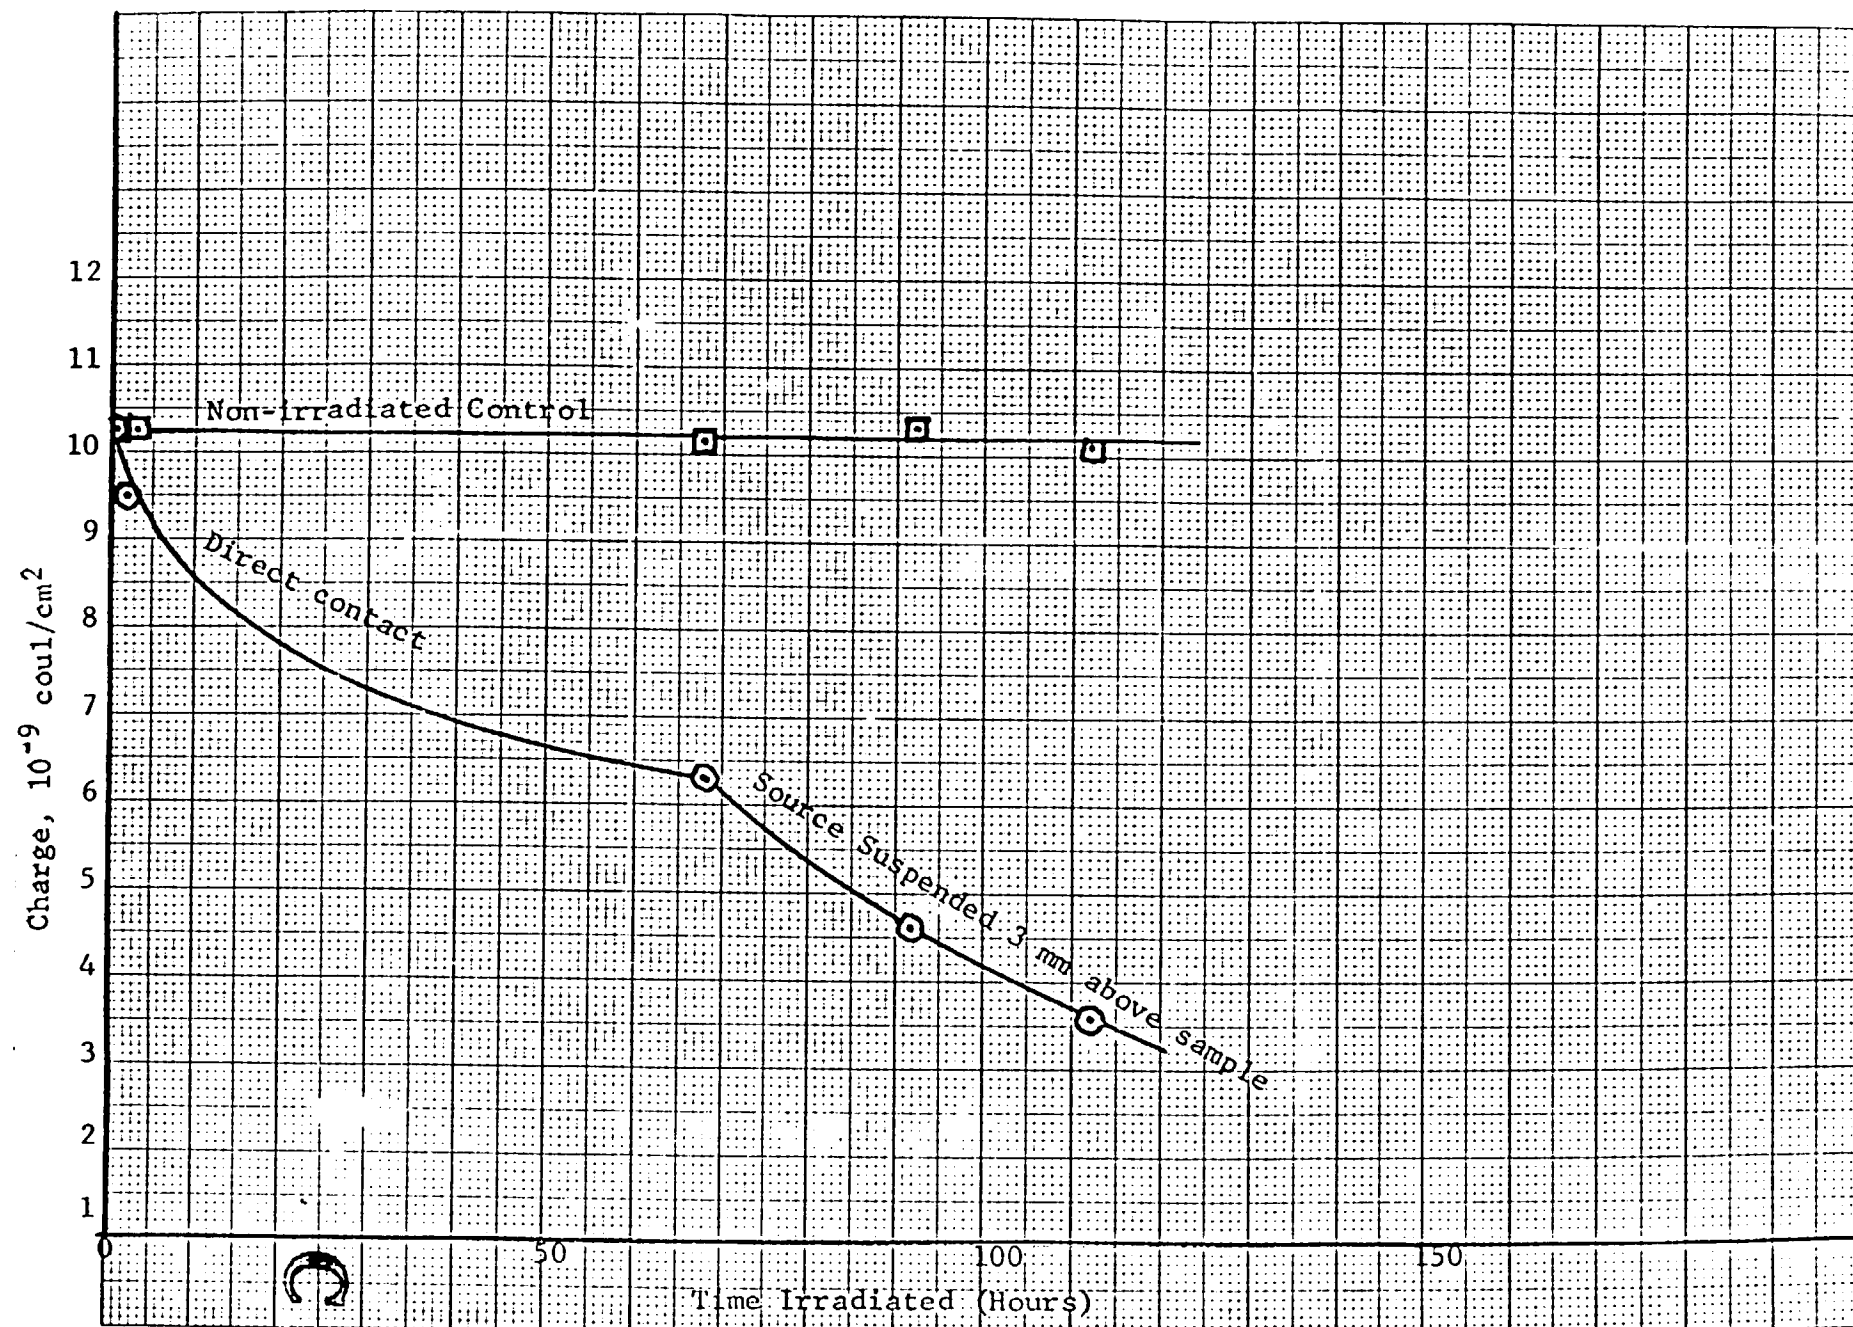 12
11
Non-irradiated Control
10
9
Direct contact
8
7
6
Source Suspended 3 mm above sample
5
4
3
2
1
Charge, 10⁻⁹ coul/cm²
0 50 100 150
Time Irradiated (Hours)